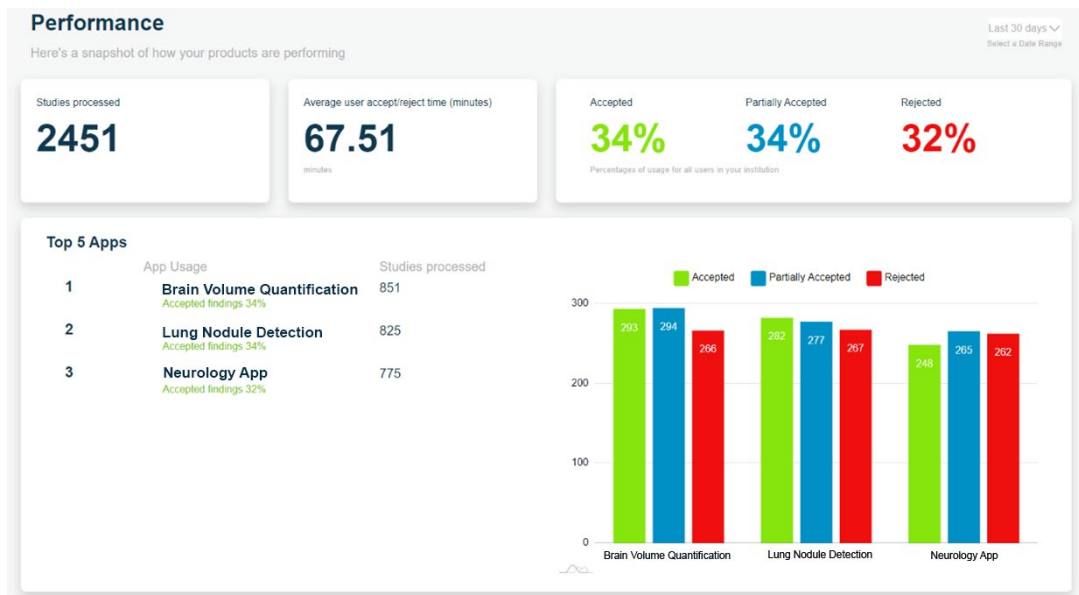 Performance
Here's a snapshot of how your products are performing
Last 30 days
Select a Date Range
Studies processed
2451
Average user accept/reject time (minutes)
67.51
minutes
Accepted Partially Accepted Rejected
34% 34% 32%
Percentages of usage for all users in your institution
Top 5 Apps
App Usage Studies processed
1 Brain Volume Quantification 851
Accepted findings 34%
2 Lung Nodule Detection 825
Accepted findings 34%
3 Neurology App 775
Accepted findings 32%
Accepted Partially Accepted Rejected
300
200
100
0
293 294 266
282 277 267
248 265 262
Brain Volume Quantification Lung Nodule Detection Neurology App